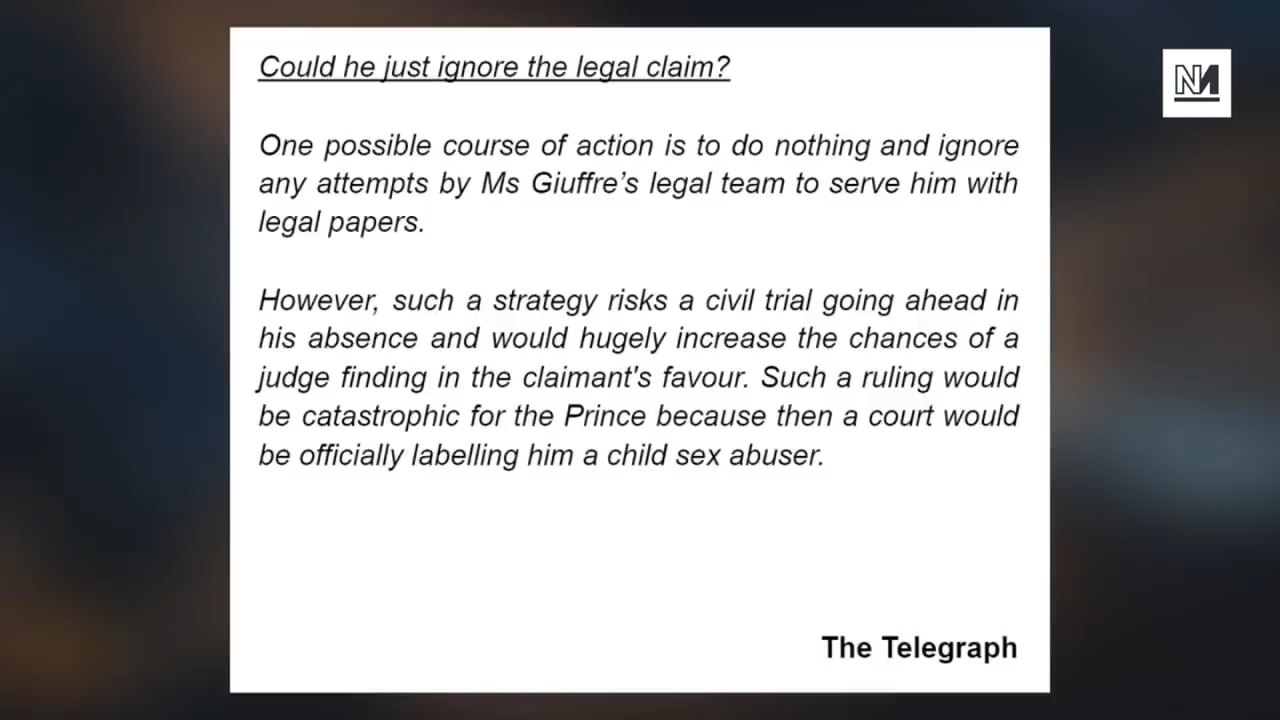 Could he just ignore the legal claim?
One possible course of action is to do nothing and ignore
any attempts by Ms Giuffre’s legal team to serve him with
legal papers.
However, such a strategy risks a civil trial going ahead in
his absence and would hugely increase the chances of a
judge finding in the claimant's favour. Such a ruling would
be catastrophic for the Prince because then a court would
be officially labelling him a child sex abuser.
The Telegraph
NM